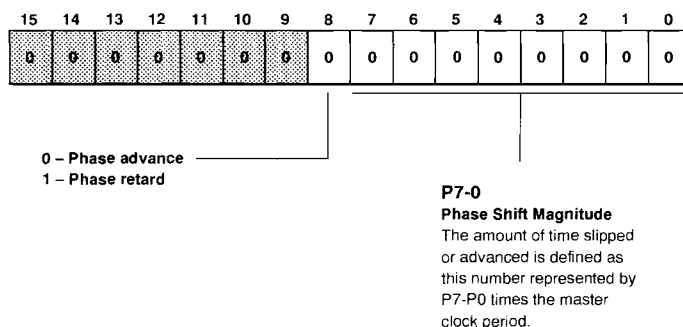 15 14 13 12 11 10 9 8 7 6 5 4 3 2 1 0
0 0 0 0 0 0 0 0 0 0 0 0 0 0 0 0
0 – Phase advance
1 – Phase retard
P7-0
Phase Shift Magnitude
The amount of time slipped
or advanced is defined as
this number represented by
P7-P0 times the master
clock period.